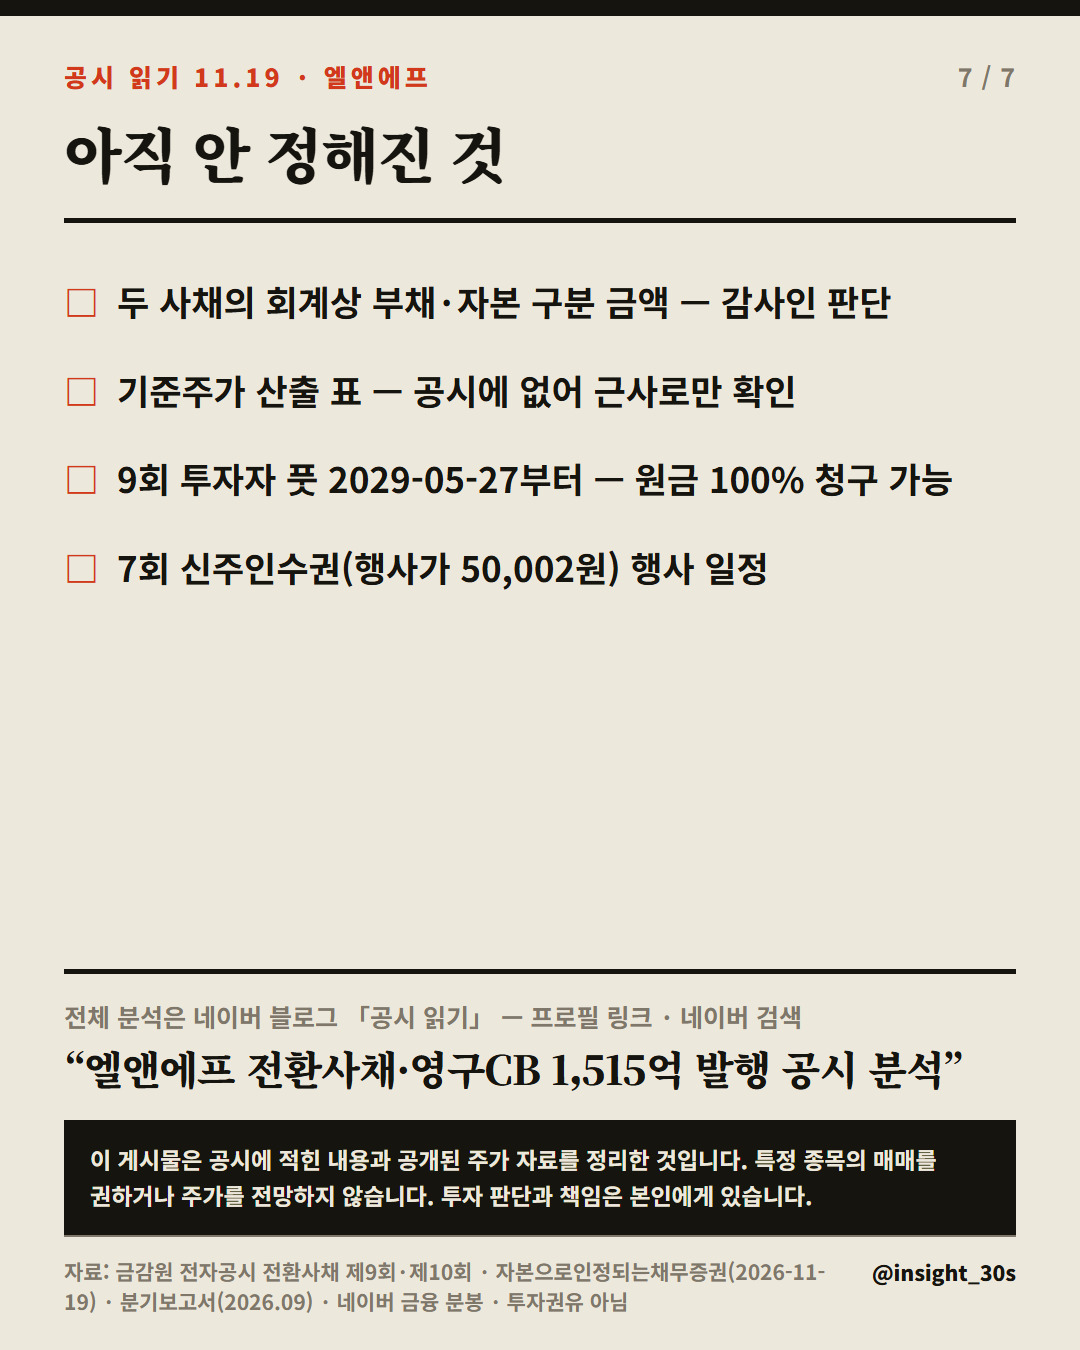 공시 읽기 11.19 · 엘앤에프
7 / 7
아직 안 정해진 것
□ 두 사채의 회계상 부채·자본 구분 금액 — 감사인 판단
□ 기준주가 산출 표 — 공시에 없어 근사로만 확인
□ 9회 투자자 풋 2029-05-27부터 — 원금 100% 청구 가능
□ 7회 신주인수권(행사가 50,002원) 행사 일정
전체 분석은 네이버 블로그 「공시 읽기」 — 프로필 링크 · 네이버 검색
“엘앤에프 전환사채·영구CB 1,515억 발행 공시 분석”
이 게시물은 공시에 적힌 내용과 공개된 주가 자료를 정리한 것입니다. 특정 종목의 매매를
권하거나 주가를 전망하지 않습니다. 투자 판단과 책임은 본인에게 있습니다.
자료: 금감원 전자공시 전환사채 제9회·제10회 · 자본으로인정되는채무증권(2026-11-
19) · 분기보고서(2026.09) · 네이버 금융 분봉 · 투자권유 아님
@insight_30s